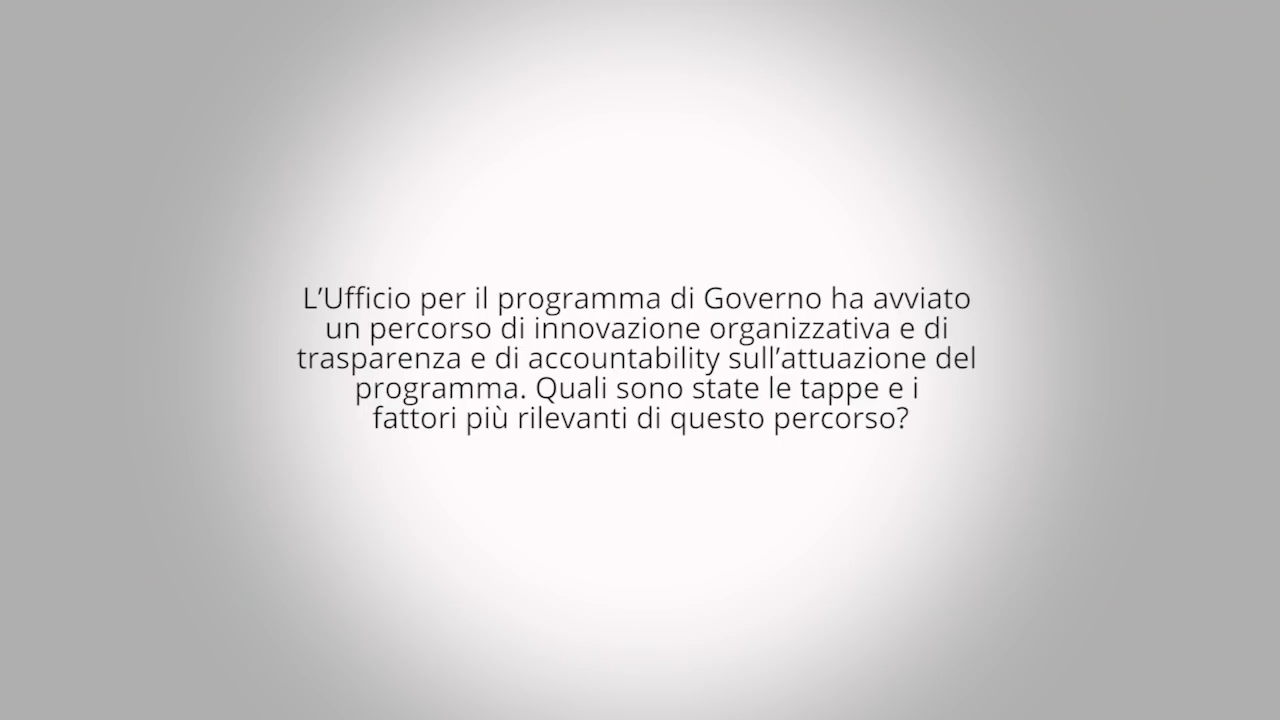 L’Ufficio per il programma di Governo ha avviato
un percorso di innovazione organizzativa e di
trasparenza e di accountability sull’attuazione del
programma. Quali sono state le tappe e i
fattori più rilevanti di questo percorso?